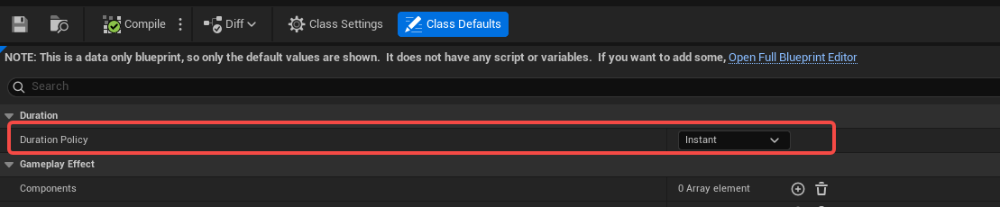 Compile Diff Class Settings Class Defaults
NOTE: This is a data only blueprint, so only the default values are shown.  It does not have any script or variables.  If you want to add some, Open Full Blueprint Editor
Search
Duration
Duration Policy Instant
Gameplay Effect
Components 0 Array element